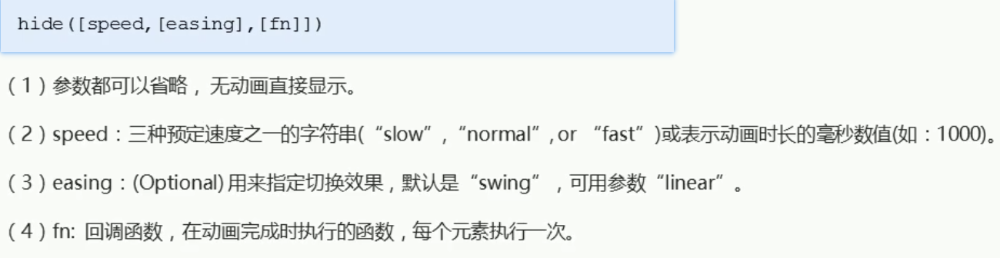 hide([speed,[easing],[fn]])
（1）参数都可以省略，无动画直接显示。
（2）speed：三种预定速度之一的字符串(“slow”,“normal”,or “fast”)或表示动画时长的毫秒数值(如：1000)。
（3）easing：(Optional) 用来指定切换效果，默认是“swing”，可用参数“linear”。
（4）fn: 回调函数，在动画完成时执行的函数，每个元素执行一次。